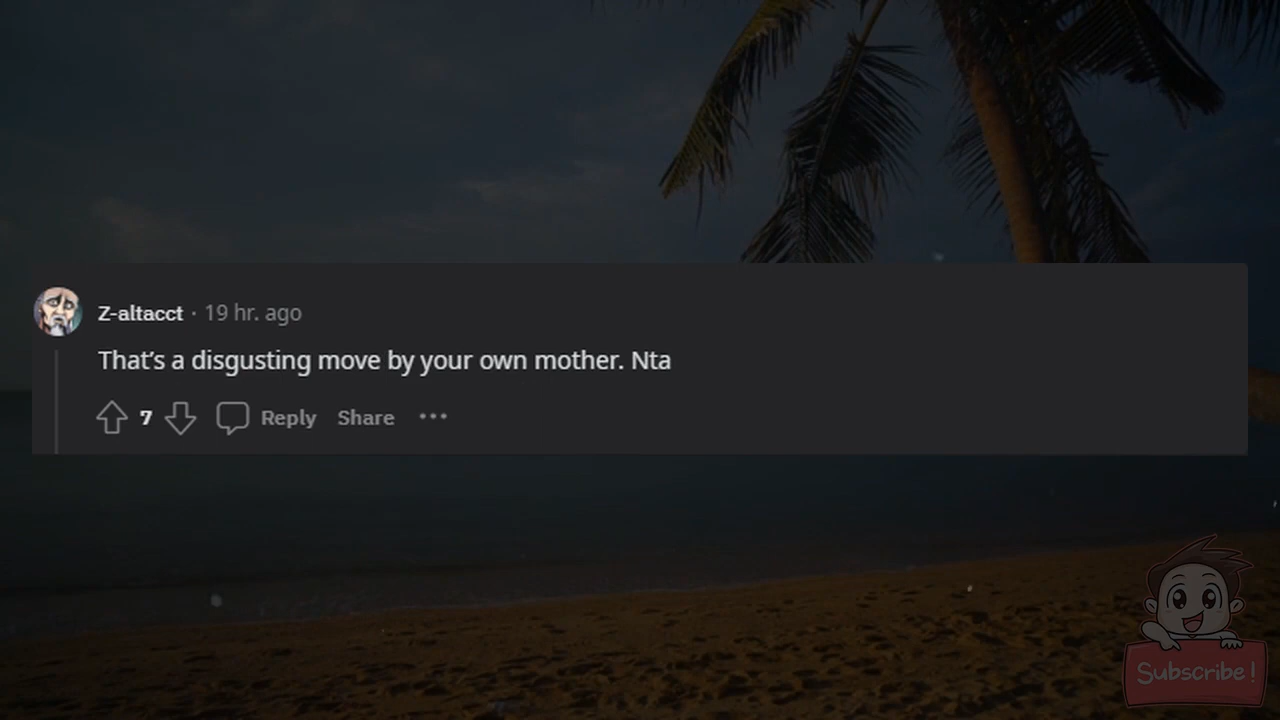 Z-altacct · 19 hr. ago
That's a disgusting move by your own mother. Nta
7 Reply Share ···
Subscribe!